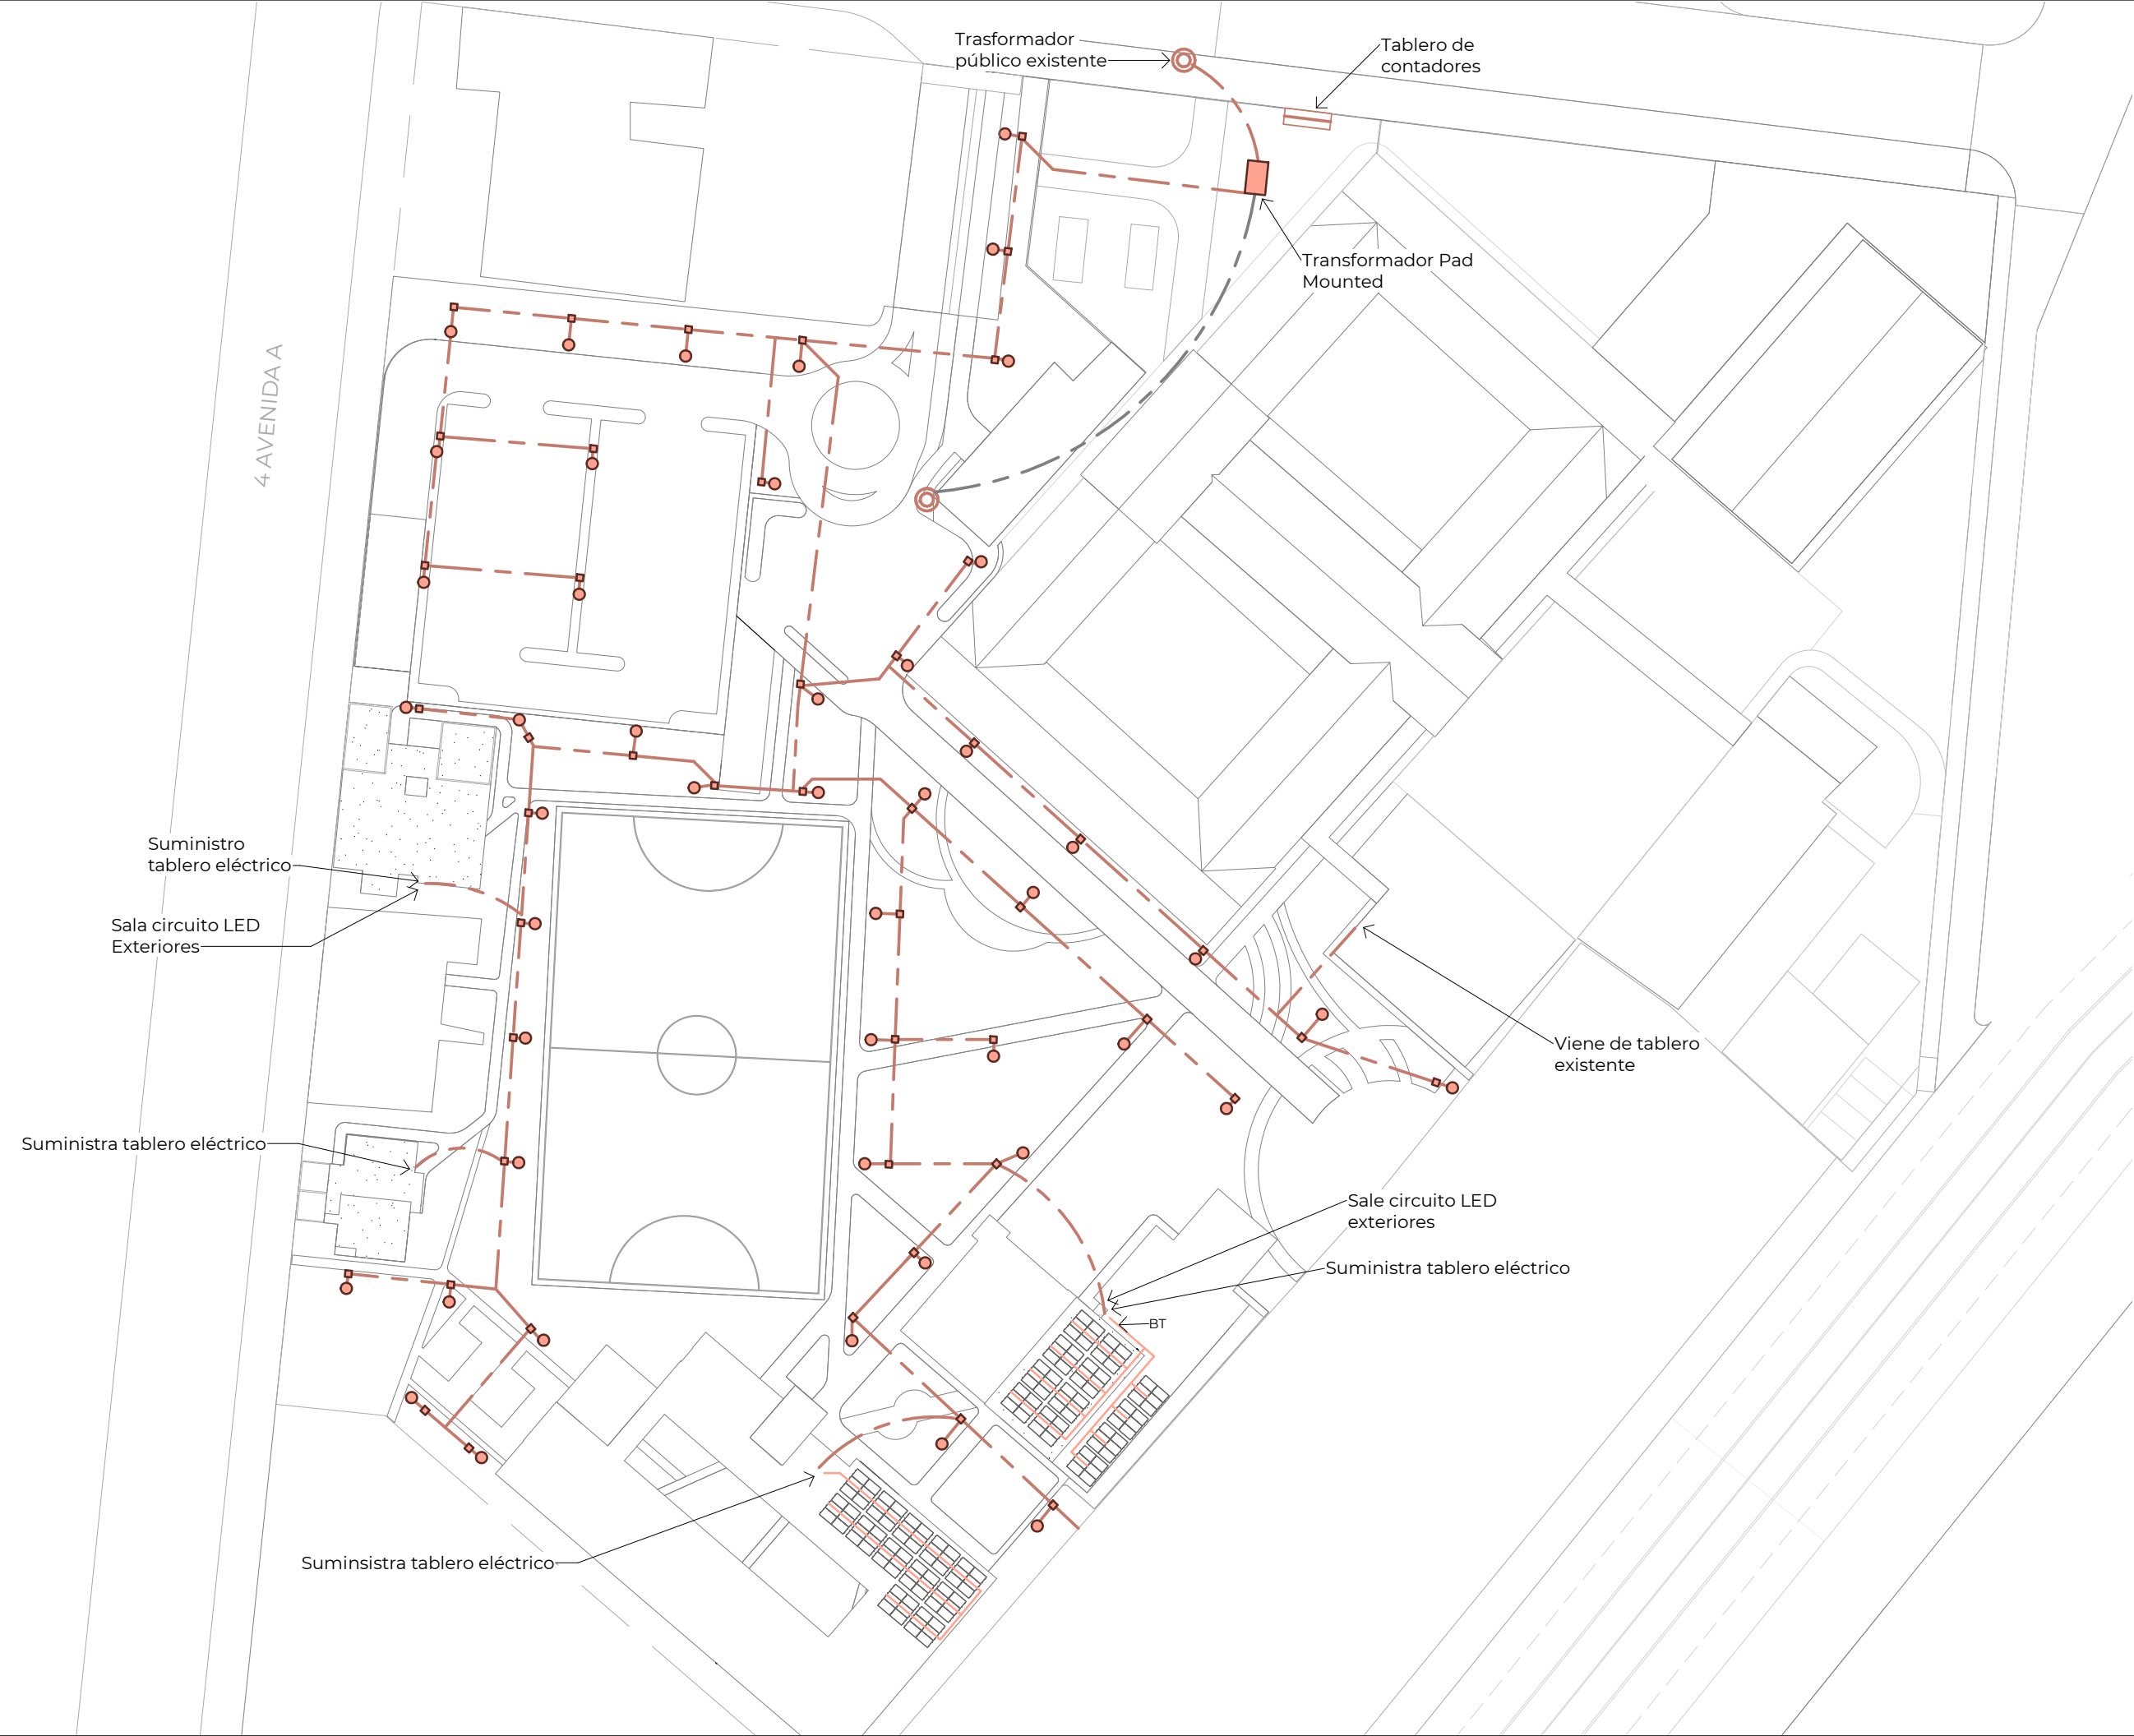 Trasformador
público existente
Tablero de
contadores
Transformador Pad
Mounted
4 AVENIDA A
Suministro
tablero eléctrico
Sala circuito LED
Exteriores
Viene de tablero
existente
Suministra tablero eléctrico
Sale circuito LED
exteriores
Suministra tablero eléctrico
BT
Suminsistra tablero eléctrico